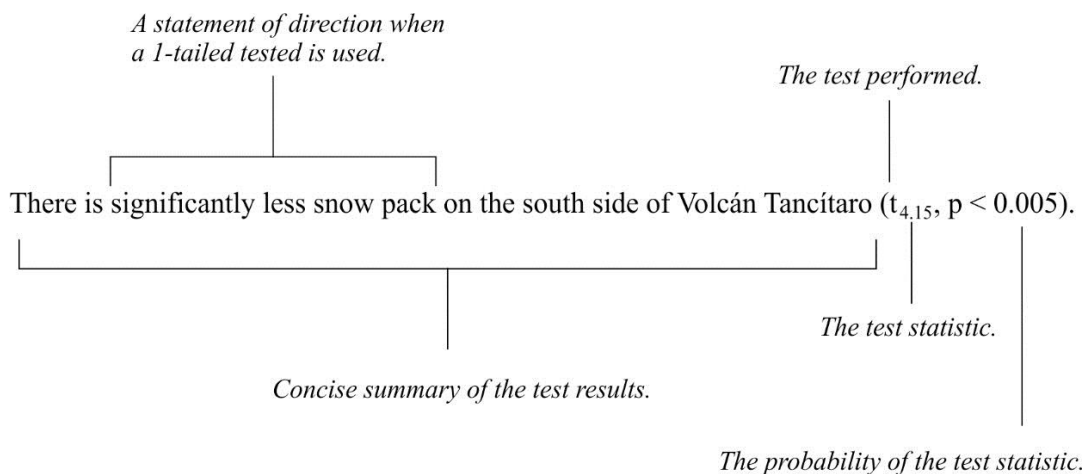 A statement of direction when
a 1-tailed tested is used.
The test performed.
There is significantly less snow pack on the south side of Volcán Tancítaro (t4.15, p < 0.005).
The test statistic.
Concise summary of the test results.
The probability of the test statistic.